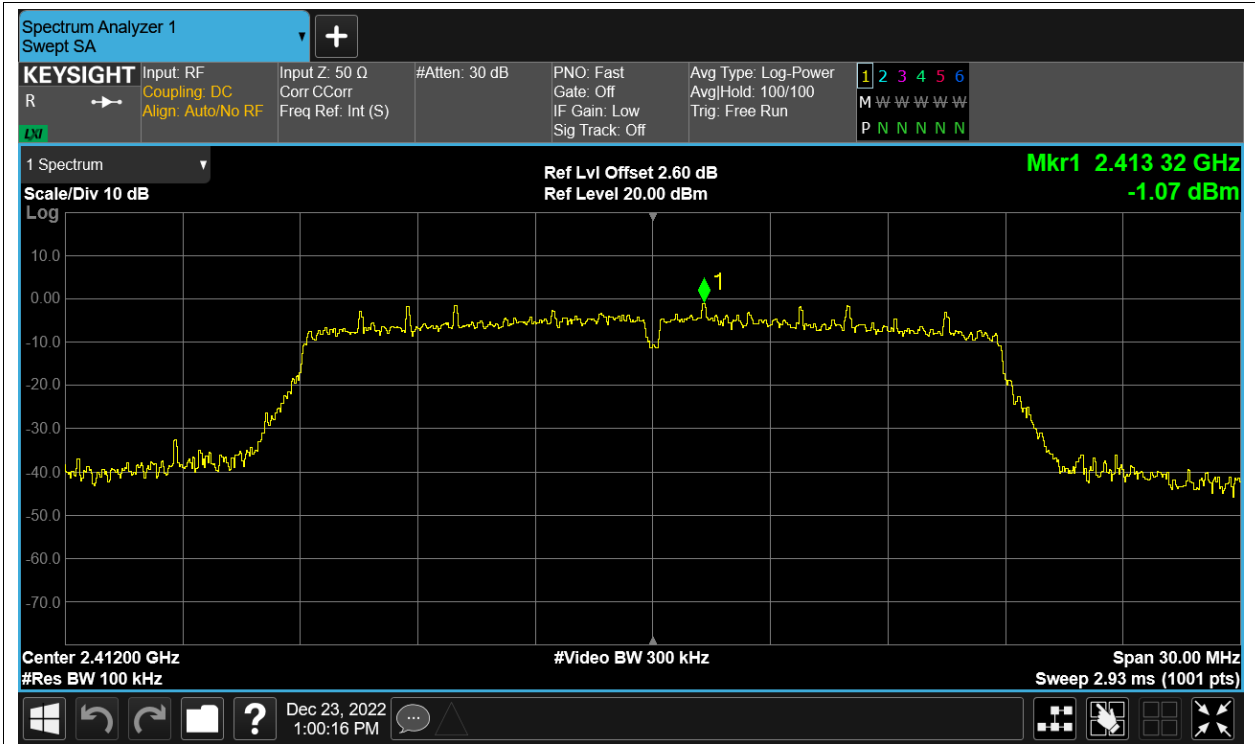 Spectrum Analyzer 1
Swept SA
KEYSIGHT
R
LXI
Input: RF
Coupling: DC
Align: Auto/No RF
Input Z: 50 Ω
Corr CCorr
Freq Ref: Int (S)
#Atten: 30 dB
PNO: Fast
Gate: Off
IF Gain: Low
Sig Track: Off
Avg Type: Log-Power
Avg|Hold: 100/100
Trig: Free Run
1 2 3 4 5 6
M W W W W W
P N N N N N
1 Spectrum
Scale/Div 10 dB
Log
Ref Lvl Offset 2.60 dB
Ref Level 20.00 dBm
Mkr1 2.413 32 GHz
-1.07 dBm
1
10.0
0.00
-10.0
-20.0
-30.0
-40.0
-50.0
-60.0
-70.0
Center 2.41200 GHz
#Video BW 300 kHz
Span 30.00 MHz
#Res BW 100 kHz
Sweep 2.93 ms (1001 pts)
?
Dec 23, 2022
1:00:16 PM